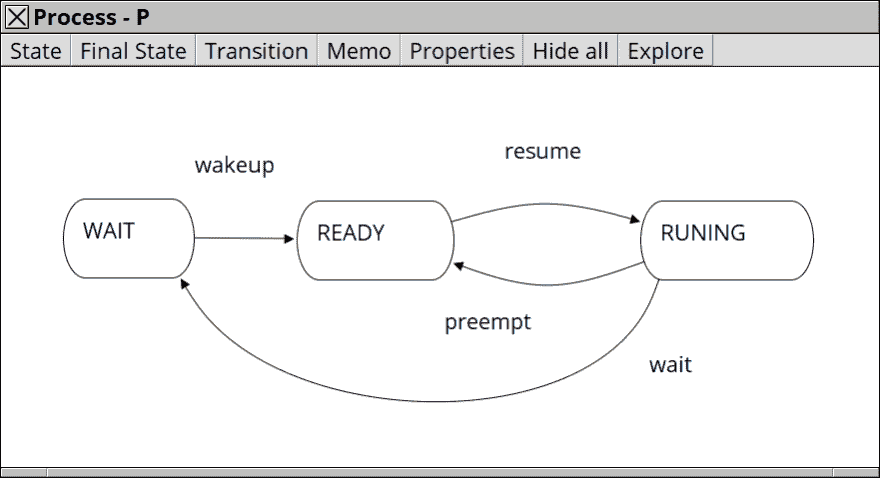 Process - P
State Final State Transition Memo Properties Hide all Explore
resume
wakeup
WAIT
READY
RUNING
preempt
wait